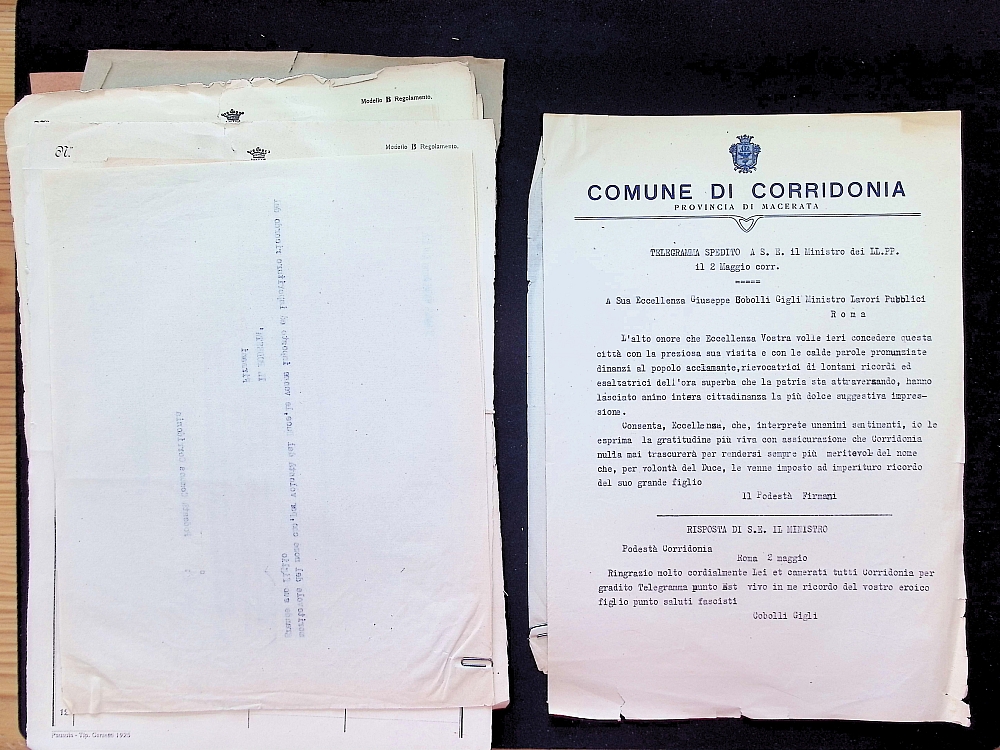 Modello B Regolamento.
N.
Modello B Regolamento.
COMUNE DI CORRIDONIA
PROVINCIA DI MACERATA
TELEGRAMMA SPEDITO A S. E. il Ministro dei LL.PP.
il 2 Maggio corr.
=====
A Sua Eccellenza Giuseppe Bobolli Gigli Ministro Lavori Pubblici
Roma
L'alto onore che Eccellenza Vostra volle ieri concedere questa
città con la preziosa sua visita e con le calde parole pronunziate
dinanzi al popolo acclamante,rievocatrici di lontani ricordi ed
esaltatrici dell'ora superba che la patria sta attraversando, hanno
lasciato animo intera cittadinanza la più dolce suggestiva impres-
sione.
Consenta, Eccellenza, che, interprete unanimi sentimenti, io le
esprima la gratitudine più viva con assicurazione che Corridonia
nulla mai trascurerà per rendersi sempre più meritevol del nome
che, per volontà del Duce, le venne imposto ad imperituro ricordo
del suo grande figlio
Il Podestà Firmani
RISPOSTA DI S.E. IL MINISTRO
Podestà Corridonia
Roma 2 maggio
Ringrazio molto cordialmente Lei et camerati tutti Corridonia per
gradito Telegramma punto Est vivo in me ricordo del vostro eroico
figlio punto saluti fascisti
Cobolli Gigli